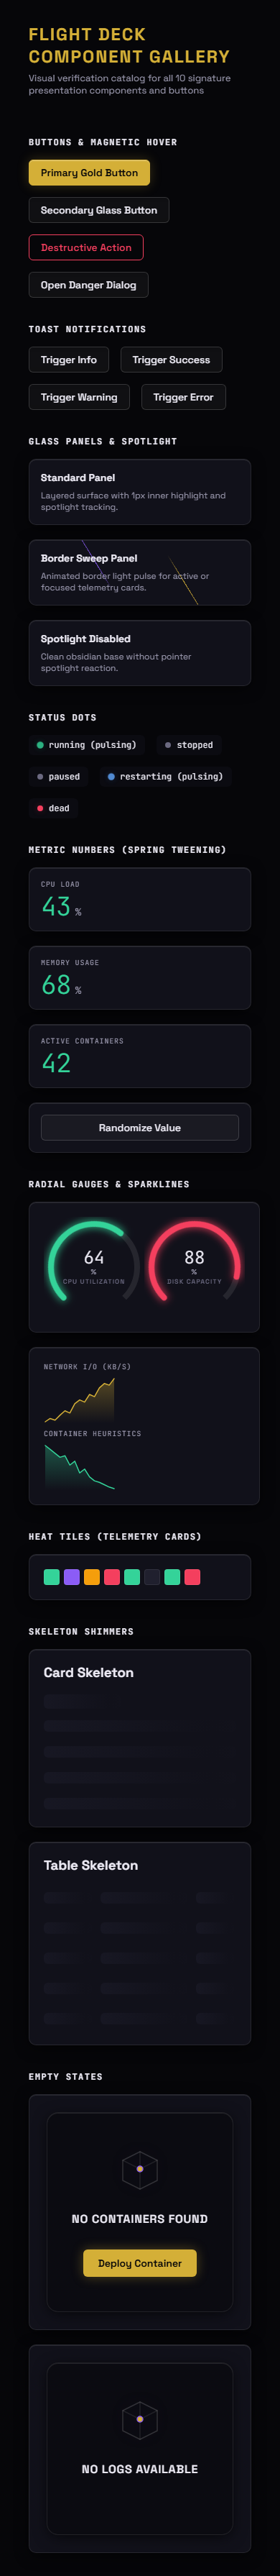 FLIGHT DECK
COMPONENT GALLERY
Visual verification catalog for all 10 signature
presentation components and buttons
BUTTONS & MAGNETIC HOVER
Primary Gold Button
Secondary Glass Button
Destructive Action
Open Danger Dialog
TOAST NOTIFICATIONS
Trigger Info
Trigger Success
Trigger Warning
Trigger Error
GLASS PANELS & SPOTLIGHT
Standard Panel
Layered surface with 1px inner highlight and
spotlight tracking.
Border Sweep Panel
Animated border light pulse for active or
focused telemetry cards.
Spotlight Disabled
Clean obsidian base without pointer
spotlight reaction.
STATUS DOTS
running (pulsing)
stopped
paused
restarting (pulsing)
dead
METRIC NUMBERS (SPRING TWEENING)
CPU LOAD
43 %
MEMORY USAGE
68 %
ACTIVE CONTAINERS
42
Randomize Value
RADIAL GAUGES & SPARKLINES
64
%
CPU UTILIZATION
88
%
DISK CAPACITY
NETWORK I/O (KB/S)
CONTAINER HEURISTICS
HEAT TILES (TELEMETRY CARDS)
SKELETON SHIMMERS
Card Skeleton
Table Skeleton
EMPTY STATES
NO CONTAINERS FOUND
Deploy Container
NO LOGS AVAILABLE